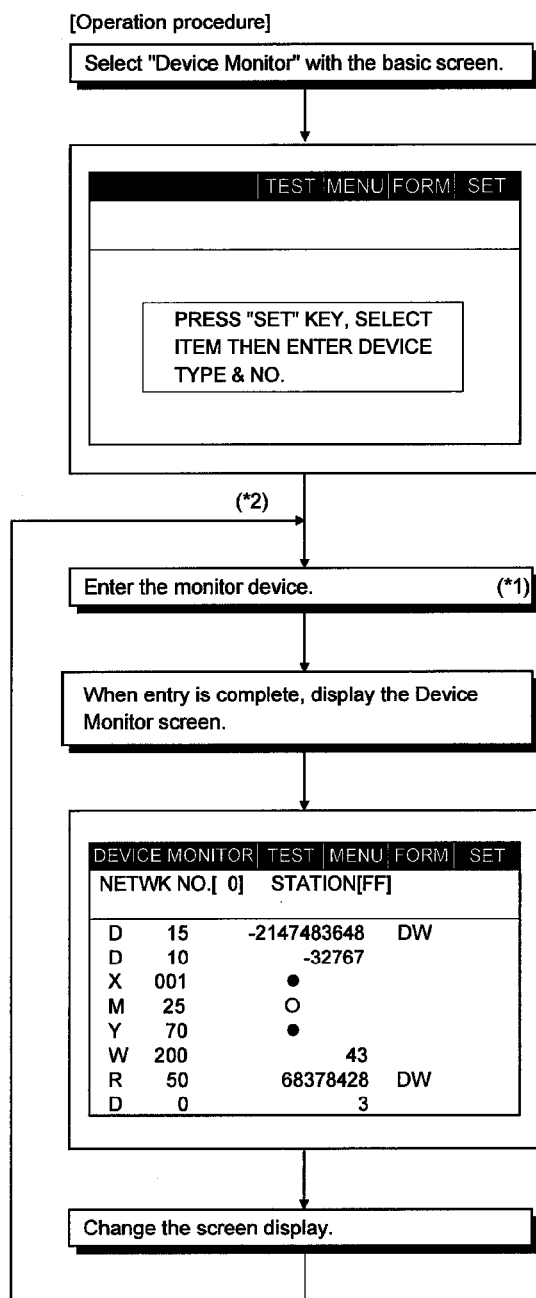 [Operation procedure]
Select "Device Monitor" with the basic screen.
TEST MENU FORM SET
PRESS "SET" KEY, SELECT
ITEM THEN ENTER DEVICE
TYPE & NO.
(*2)
Enter the monitor device. (*1)
When entry is complete, display the Device
Monitor screen.
DEVICE MONITOR TEST MENU FORM SET
NETWK NO.[ 0] STATION[FF]
D 15 -2147483648 DW
D 10 -32767
X 001 ●
M 25 ○
Y 70 ●
W 200 43
R 50 68378428 DW
D 0 3
Change the screen display.